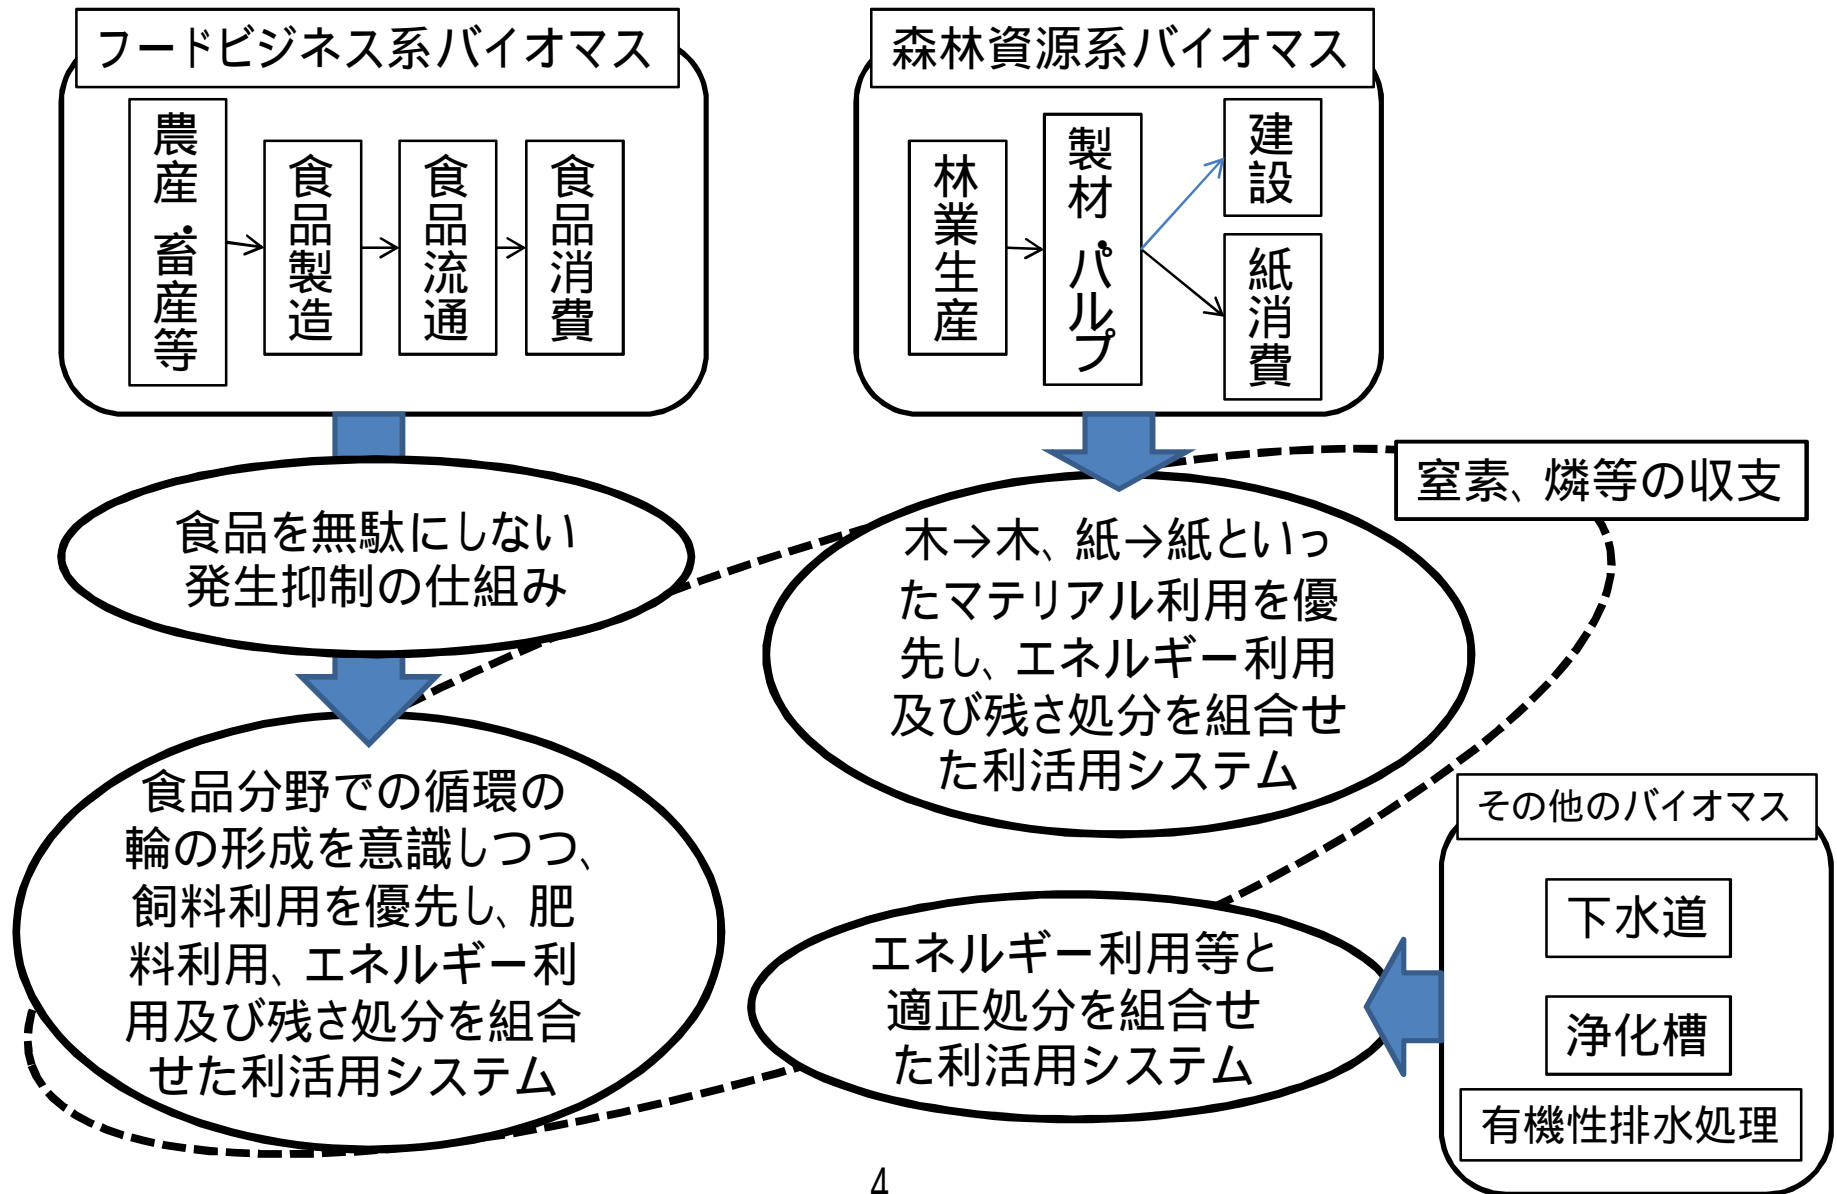 フードビジネス系バイオマス
農産・畜産等
食品製造
食品流通
食品消費
森林資源系バイオマス
林業生産
製材・パルプ
建設
紙消費
窒素、燐等の収支
食品を無駄にしない
発生抑制の仕組み
木→木、紙→紙といっ
たマテリアル利用を優
先し、エネルギー利用
及び残さ処分を組合せ
た利活用システム
食品分野での循環の
輪の形成を意識しつつ、
飼料利用を優先し、肥
料利用、エネルギー利
用及び残さ処分を組合
せた利活用システム
エネルギー利用等と
適正処分を組合せ
た利活用システム
その他のバイオマス
下水道
浄化槽
有機性排水処理
4